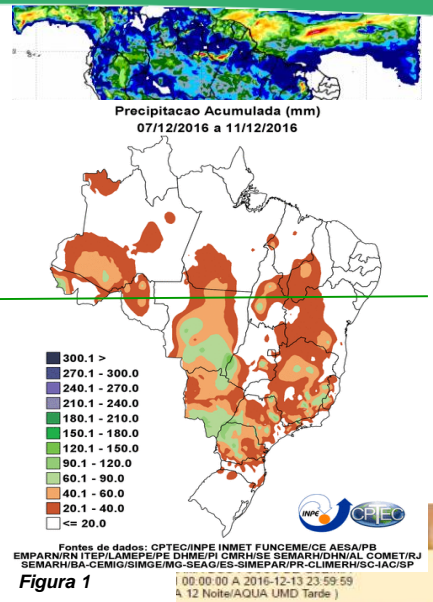 Precipitacao Acumulada (mm)
07/12/2016 a 11/12/2016
300.1 >
270.1 - 300.0
240.1 - 270.0
210.1 - 240.0
180.1 - 210.0
150.1 - 180.0
120.1 - 150.0
90.1 - 120.0
60.1 - 90.0
40.1 - 60.0
20.1 - 40.0
<= 20.0
INPE
CPTEC
Fontes de dados: CPTEC/INPE INMET FUNCEME/CE AESA/PB
EMPARN/RN ITEP/LAMEPE/PE DHME/PI CMRH/SE SEMARH/DHN/AL COMET/RJ
SEMARH/BA-CEMIG/SIMGE/MG-SEAG/ES-SIMEPAR/PR-CLIMERH/SC-IAC/SP
Figura 1
00:00:00 A 2016-12-13 23:59:59
A 12 Noite/AQUA UMD Tarde )